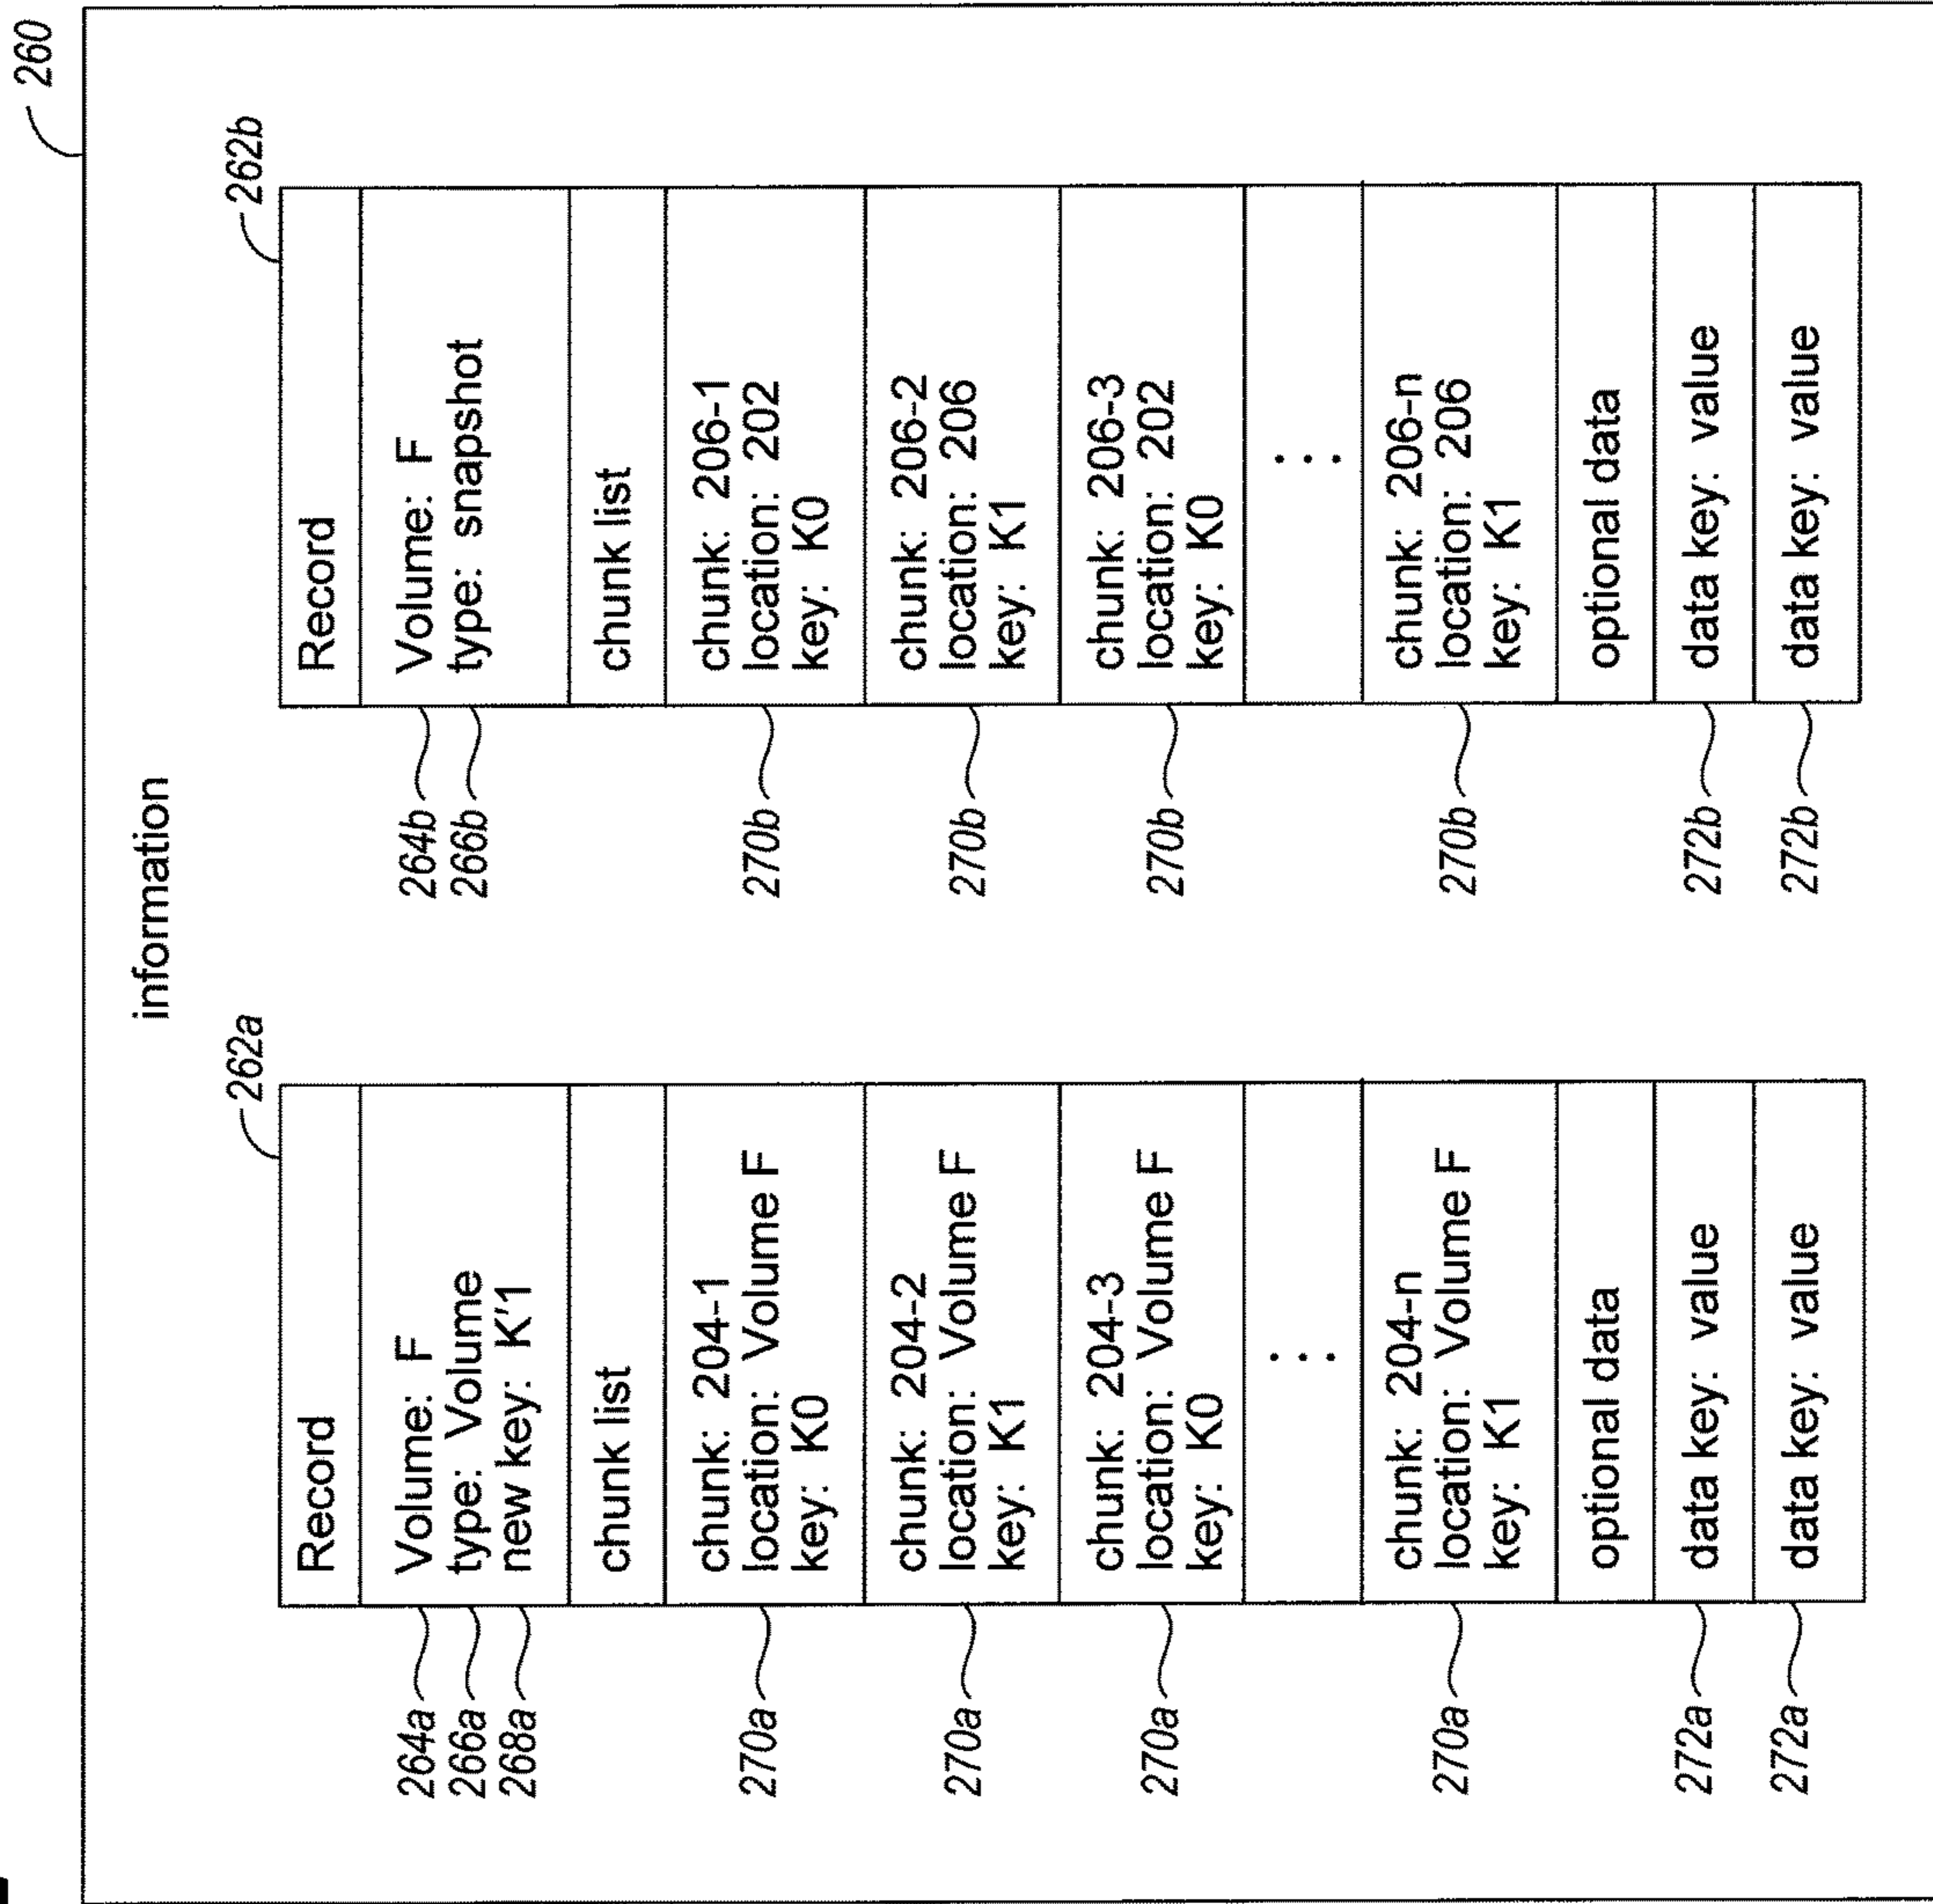 260
information
262a
Record
264a
Volume: F
266a
type: Volume
268a
new key: K'1
chunk list
270a
chunk: 204-1
location: Volume F
key: K0
270a
chunk: 204-2
location: Volume F
key: K1
270a
chunk: 204-3
location: Volume F
key: K0
...
270a
chunk: 204-n
location: Volume F
key: K1
optional data
272a
data key: value
272a
data key: value
262b
Record
264b
Volume: F
266b
type: snapshot
chunk list
270b
chunk: 206-1
location: 202
key: K0
270b
chunk: 206-2
location: 206
key: K1
270b
chunk: 206-3
location: 202
key: K0
...
270b
chunk: 206-n
location: 206
key: K1
optional data
272b
data key: value
272b
data key: value